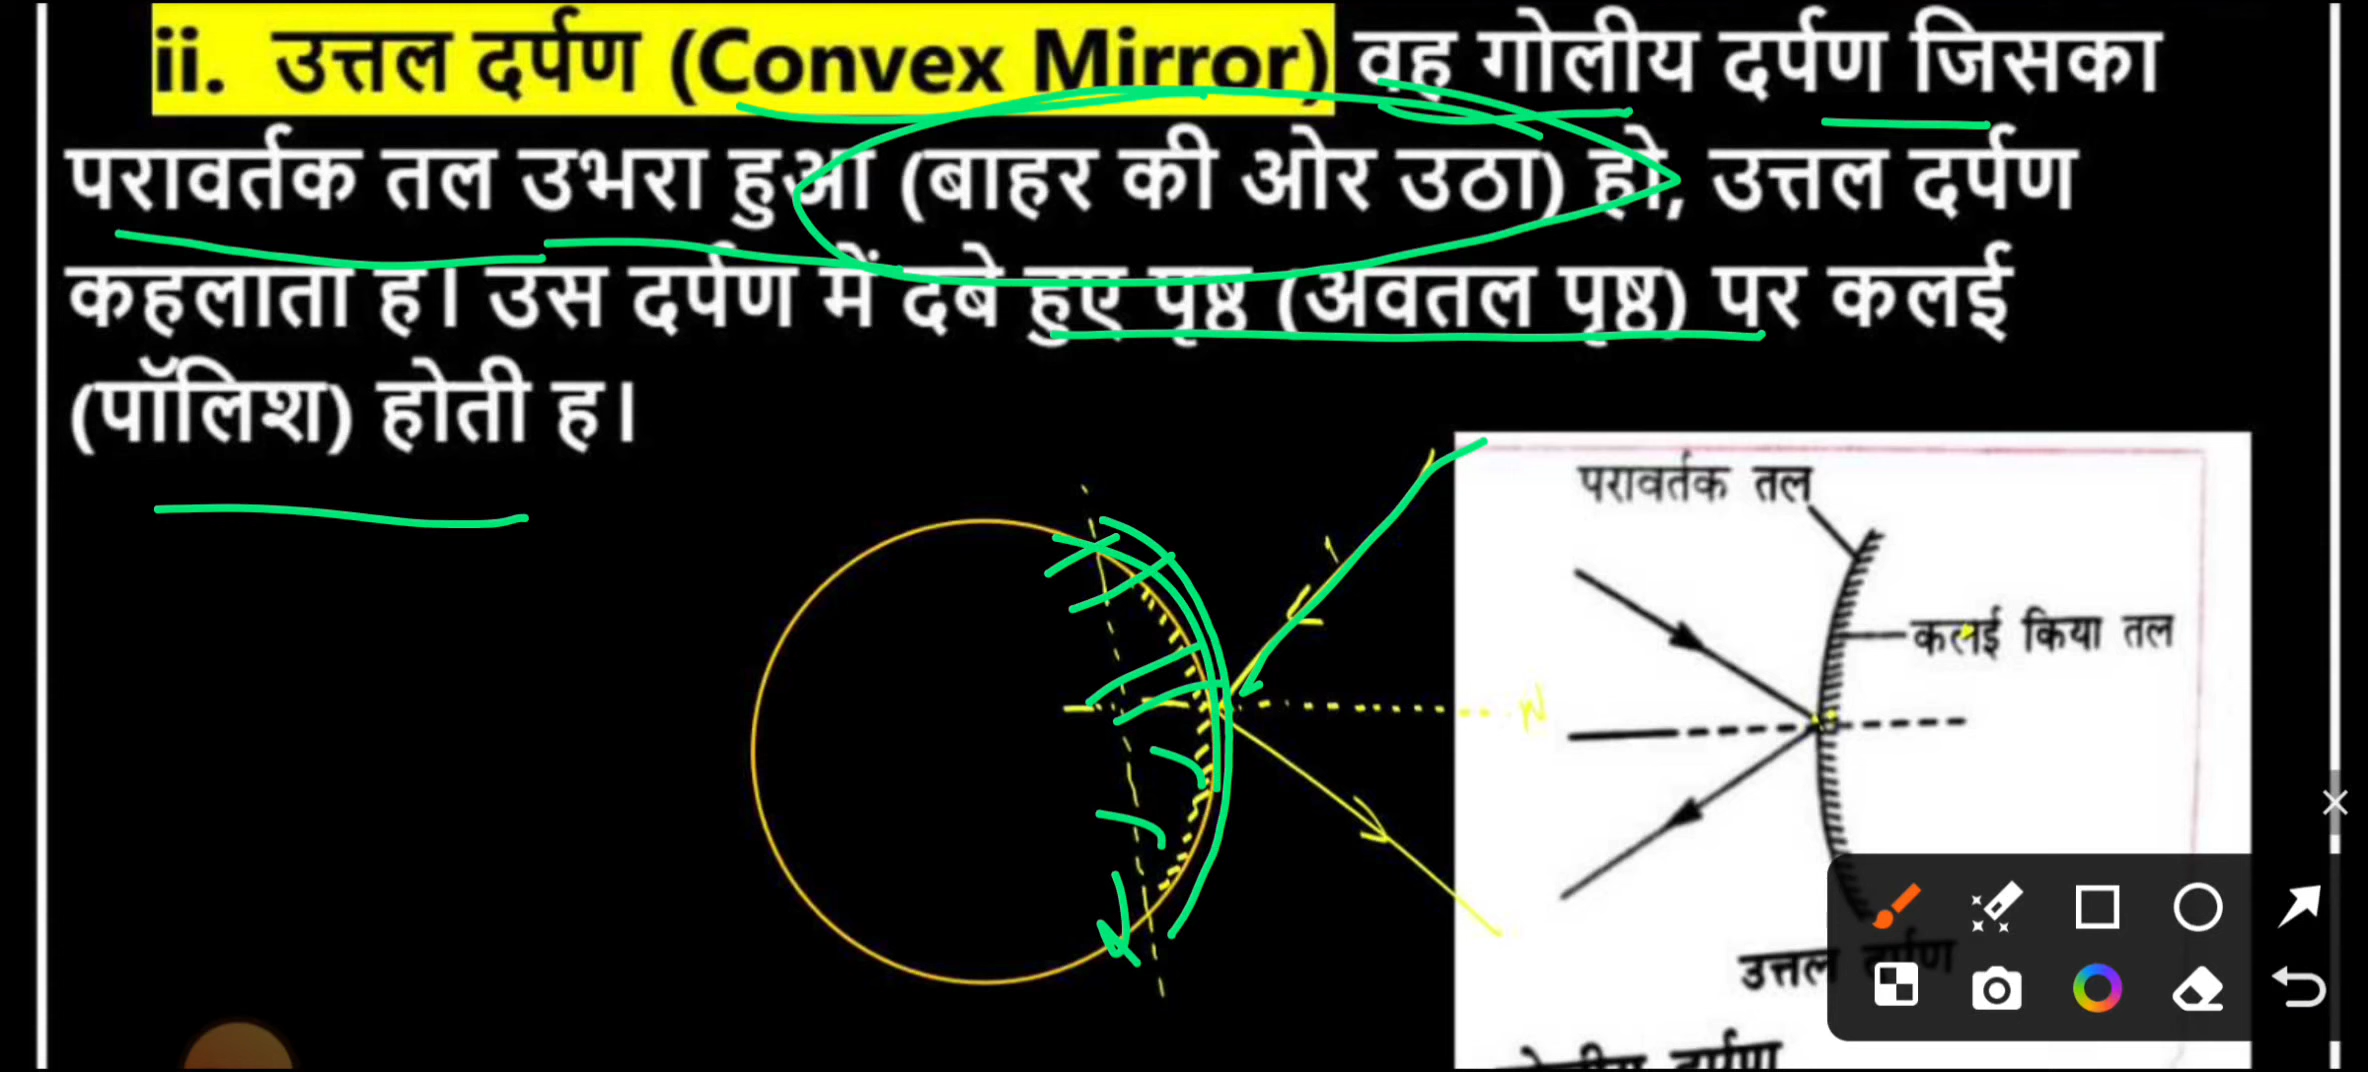 ii. उत्तल दर्पण (Convex Mirror) वह गोलीय दर्पण जिसका
परावर्तक तल उभरा हुआ (बाहर की ओर उठा) हो, उत्तल दर्पण
कहलाता ह। उस दर्पण में दबे हुए पृष्ठ (अवतल पृष्ठ) पर कलई
(पॉलिश) होती ह।
परावर्तक तल
कलई किया तल
N
उत्तल दर्पण
दर्पण